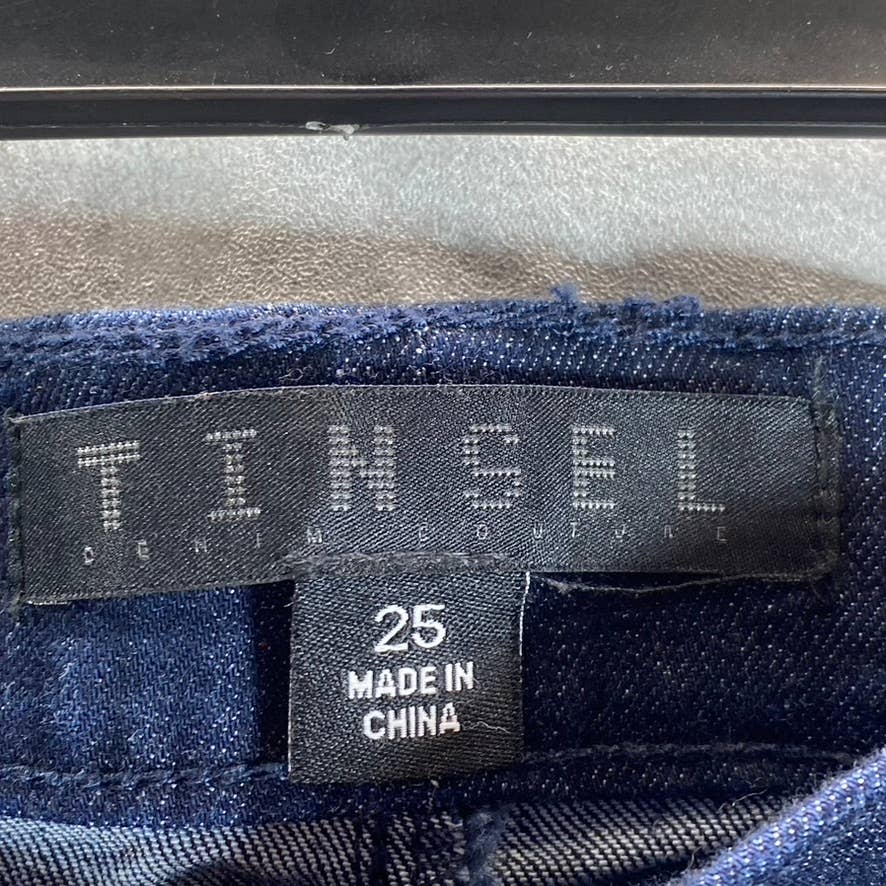 TINSEL
DENIM COUTURE
25
MADE IN
CHINA